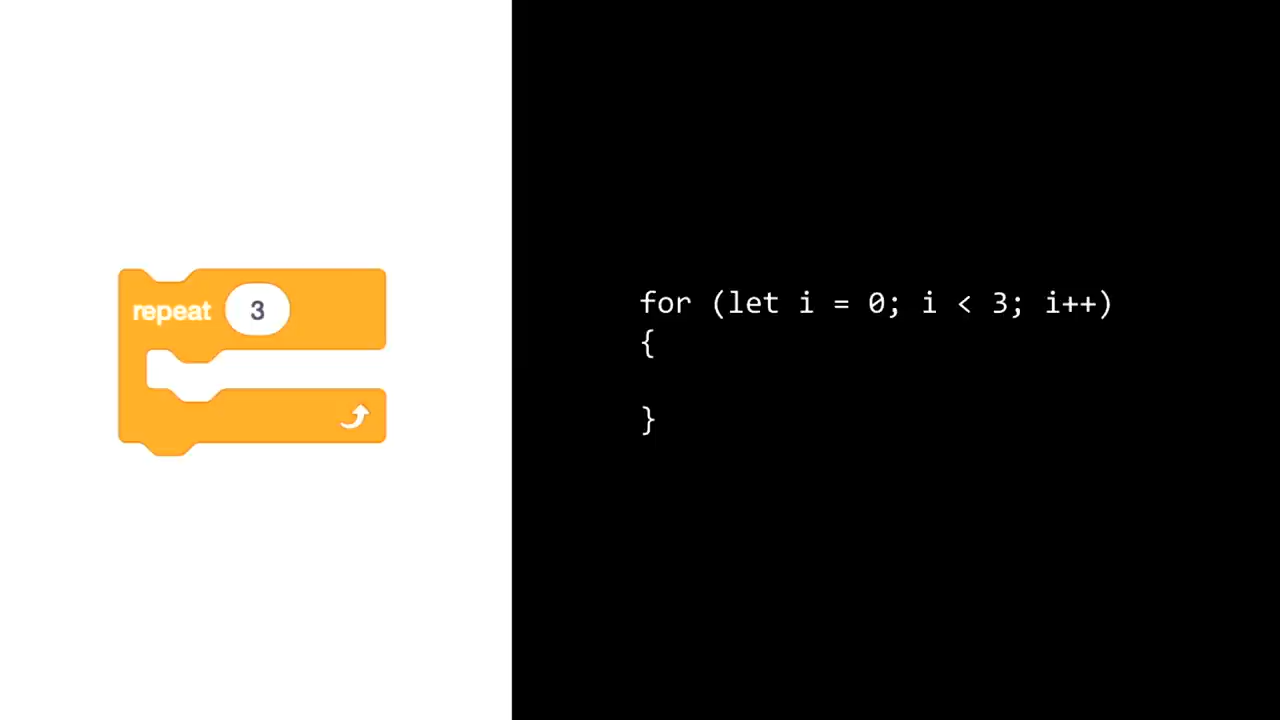 repeat 3
for (let i = 0; i < 3; i++)
{
}